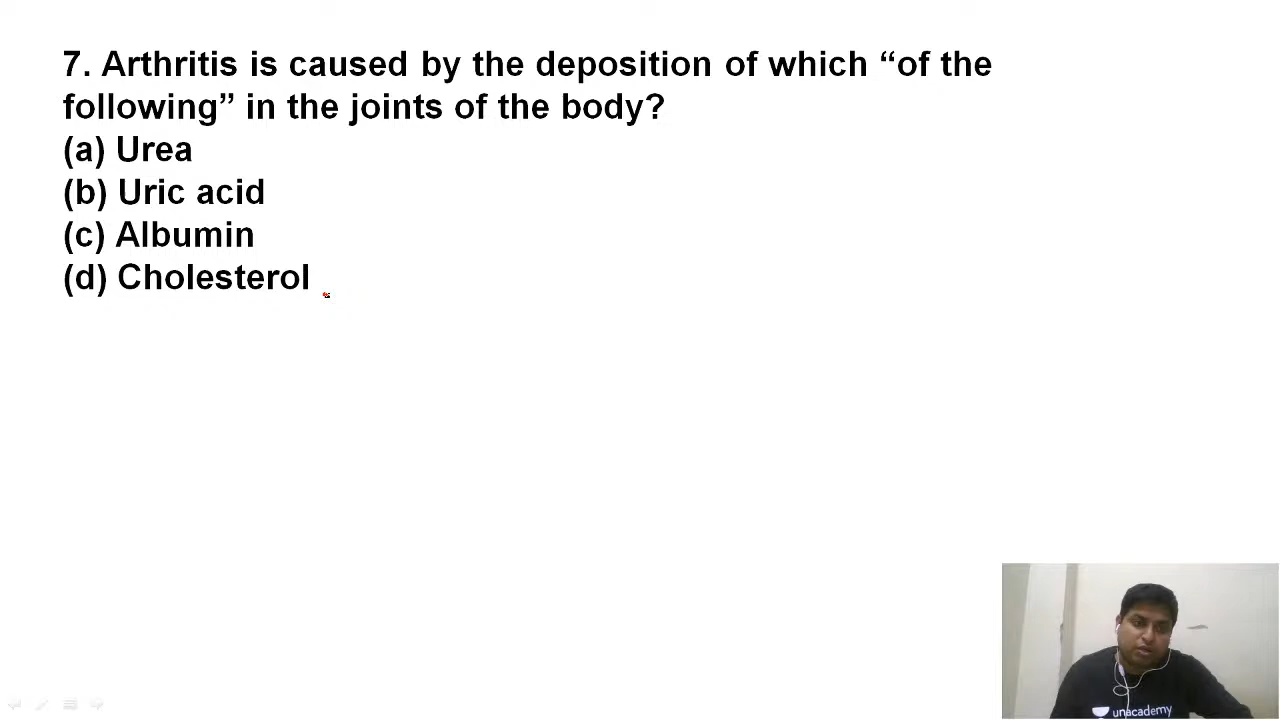 7. Arthritis is caused by the deposition of which “of the
following” in the joints of the body?
(a) Urea
(b) Uric acid
(c) Albumin
(d) Cholesterol
unacademy